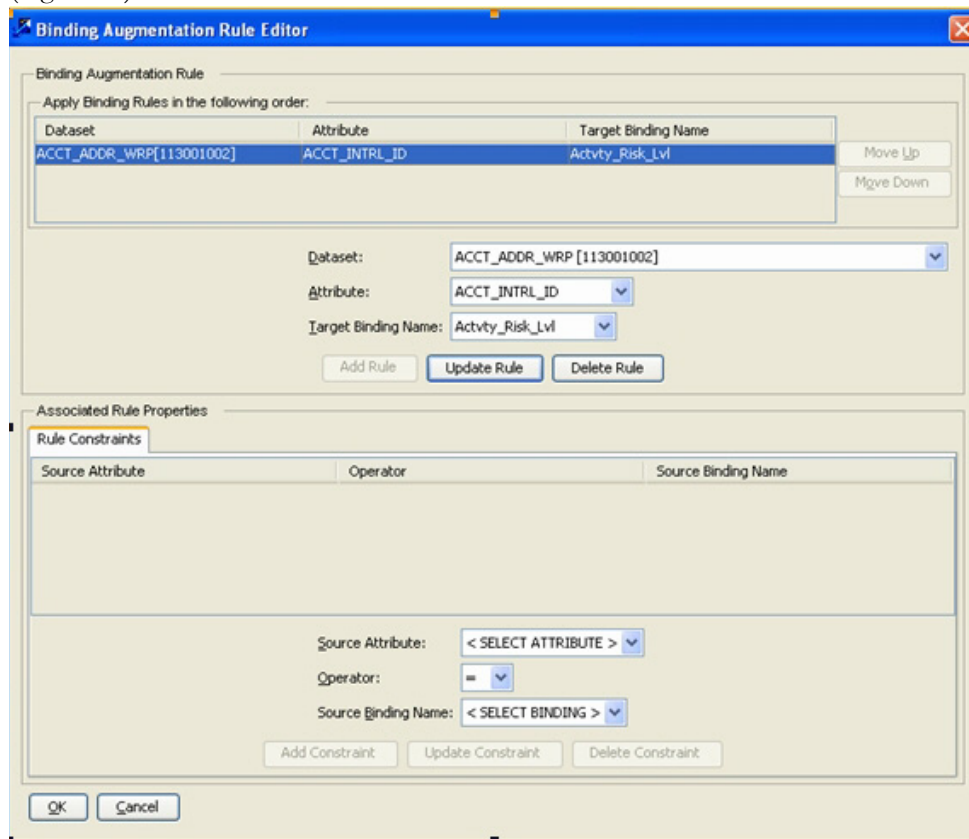 Binding Augmentation Rule Editor
Binding Augmentation Rule
Apply Binding Rules in the following order:
Dataset Attribute Target Binding Name
ACCT_ADDR_WRP[113001002] ACCT_INTRL_ID Actvty_Risk_Lvl
Move Up
Move Down
Dataset: ACCT_ADDR_WRP [113001002]
Attribute: ACCT_INTRL_ID
Target Binding Name: Actvty_Risk_Lvl
Add Rule Update Rule Delete Rule
Associated Rule Properties
Rule Constraints
Source Attribute Operator Source Binding Name
Source Attribute: < SELECT ATTRIBUTE >
Operator: =
Source Binding Name: < SELECT BINDING >
Add Constraint Update Constraint Delete Constraint
OK Cancel